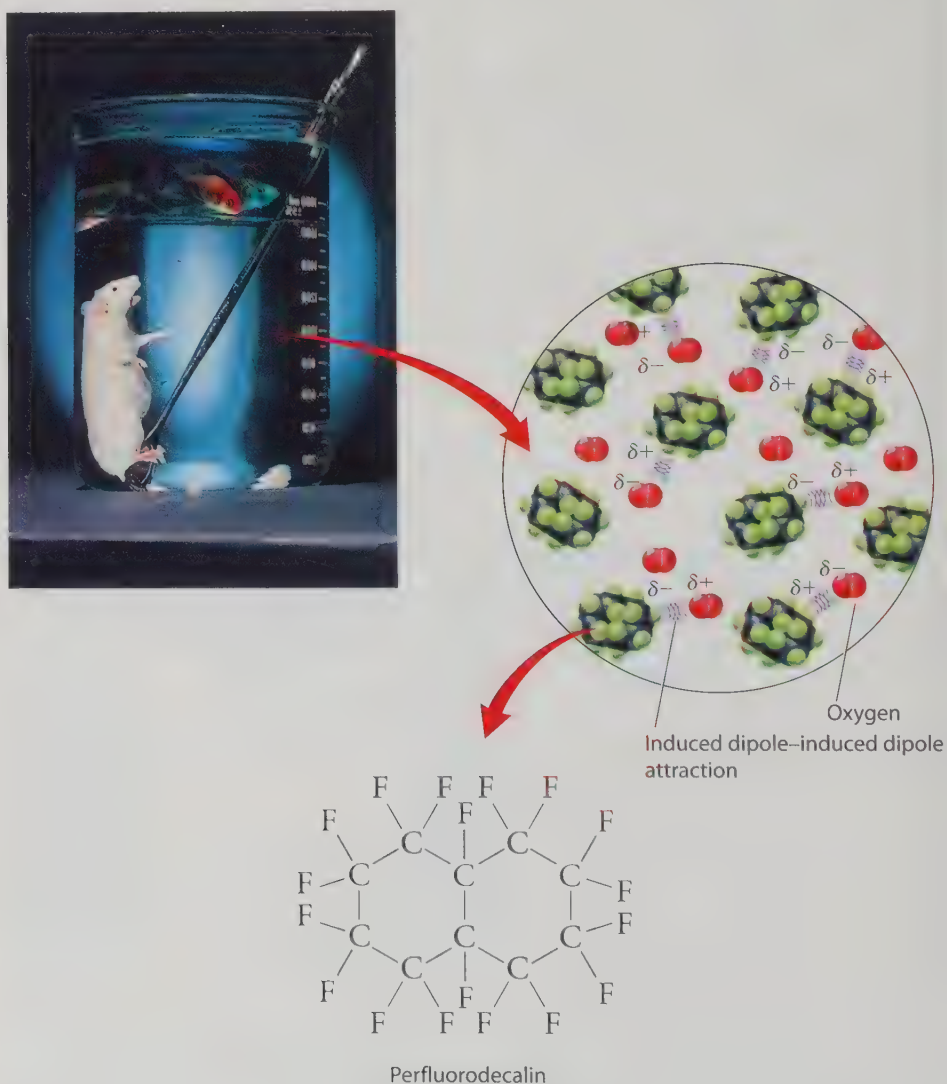 + δ−
δ− δ−
δ+
δ+
δ+ δ+
δ− δ−
δ−
δ− δ+ δ+
Oxygen
Induced dipole–induced dipole
attraction
F F F F
F F F
C C
C C C
F F
F F
C C C
C C
F F F
F F F F
Perfluorodecalin